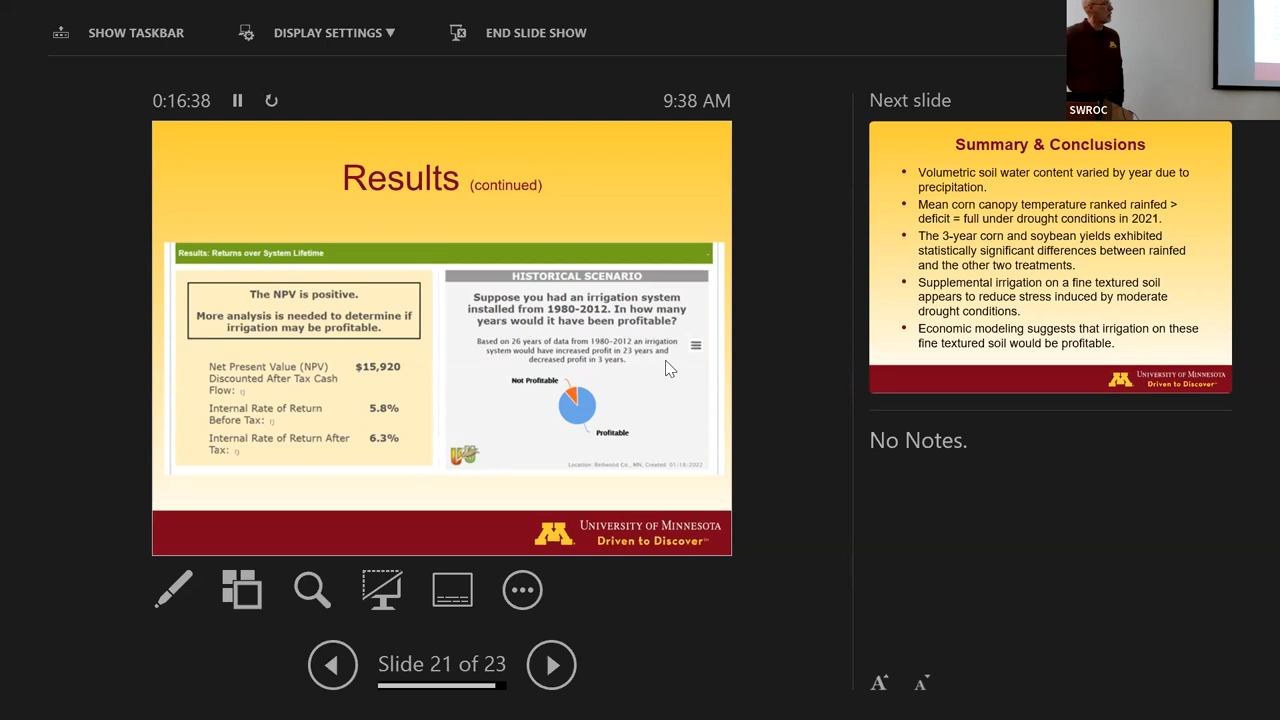 SHOW TASKBAR
DISPLAY SETTINGS ▼
END SLIDE SHOW
SWROC
0:16:38
9:38 AM
Results (continued)
Results: Returns over System Lifetime
The NPV is positive.
More analysis is needed to determine if
irrigation may be profitable.
Net Present Value (NPV)
Discounted After Tax Cash
Flow:
$15,920
Internal Rate of Return
Before Tax:
5.8%
Internal Rate of Return After
Tax:
6.3%
HISTORICAL SCENARIO
Suppose you had an irrigation system
installed from 1980-2012. In how many
years would it have been profitable?
Based on 26 years of data from 1980-2012 an irrigation
system would have increased profit in 23 years and
decreased profit in 3 years.
Not Profitable
Profitable
Location: Redwood Co., MN, Created: 01/18/2022
UNIVERSITY OF MINNESOTA
Driven to Discover℠
Slide 21 of 23
Next slide
Summary & Conclusions
• Volumetric soil water content varied by year due to
precipitation.
• Mean corn canopy temperature ranked rainfed >
deficit = full under drought conditions in 2021.
• The 3-year corn and soybean yields exhibited
statistically significant differences between rainfed
and the other two treatments.
• Supplemental irrigation on a fine textured soil
appears to reduce stress induced by moderate
drought conditions.
• Economic modeling suggests that irrigation on these
fine textured soil would be profitable.
UNIVERSITY OF MINNESOTA
Driven to Discover℠
No Notes.
A A